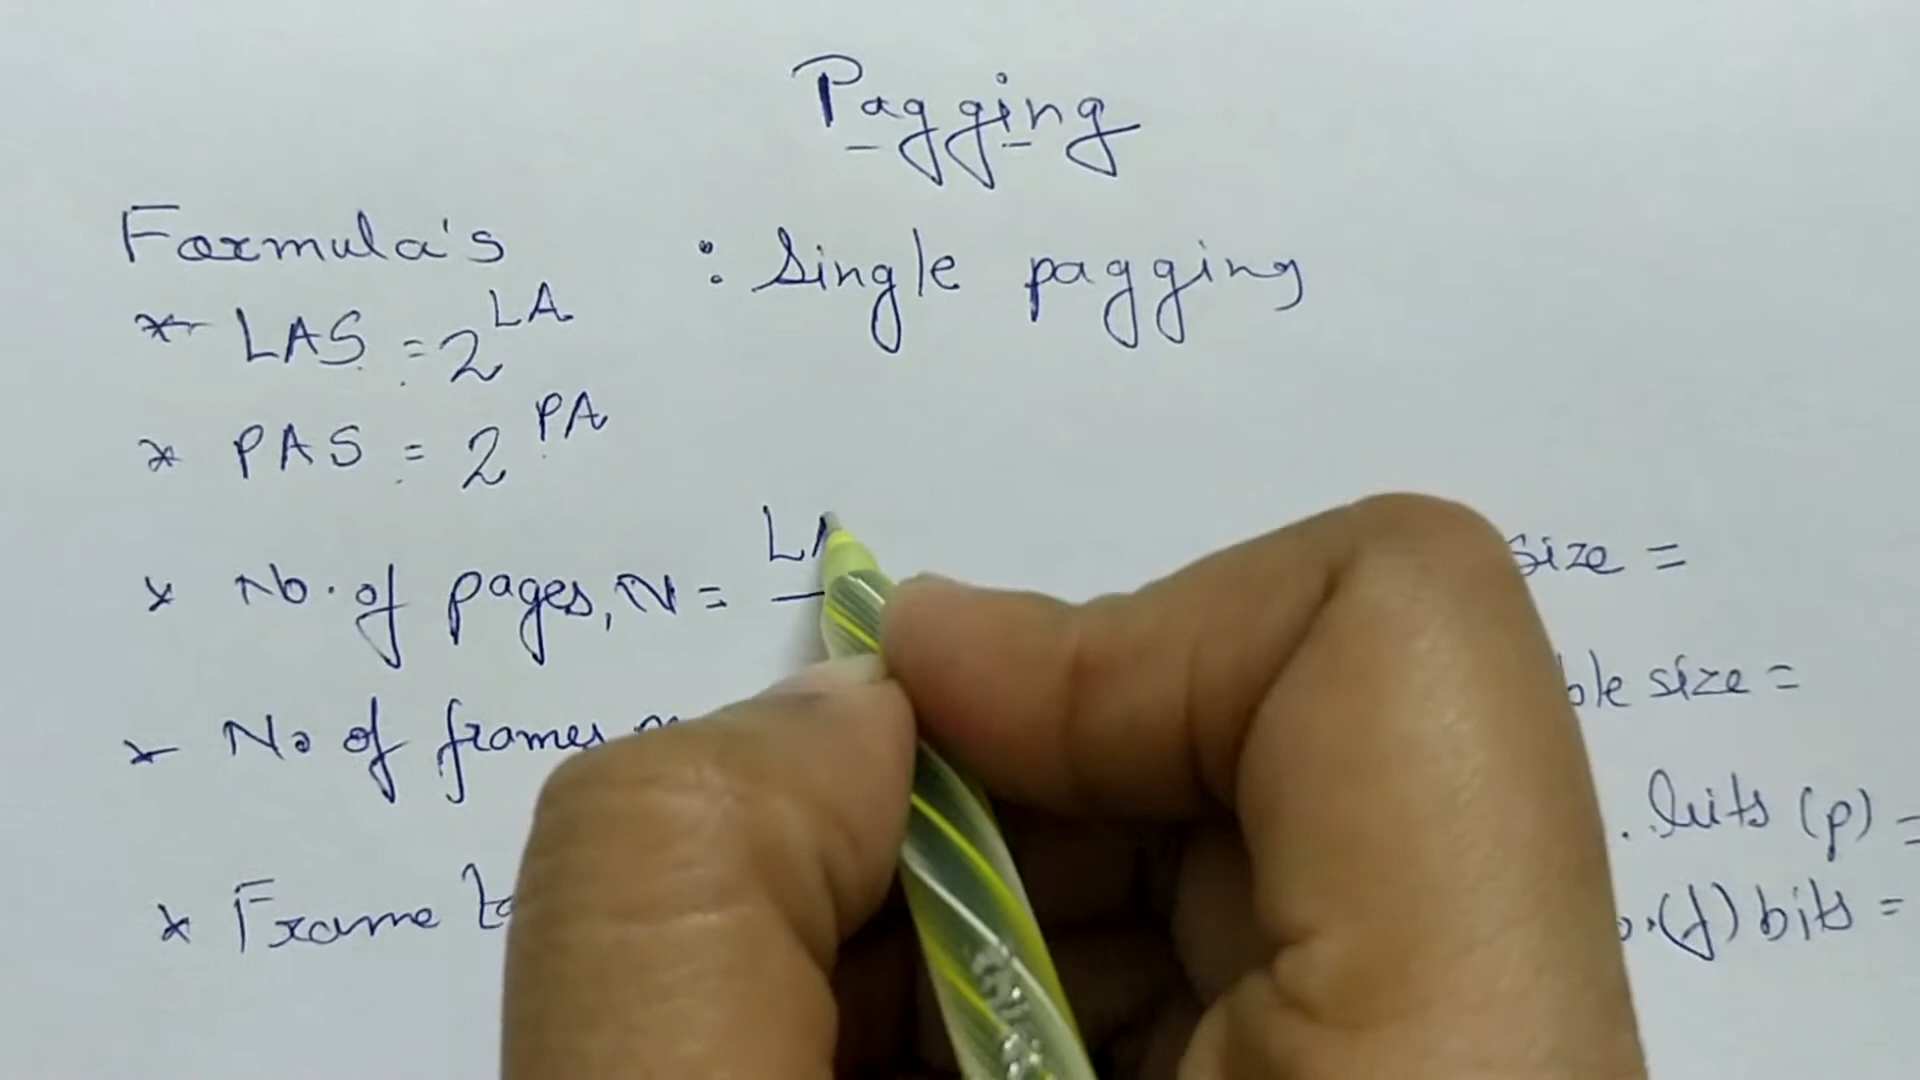 Pagging
Formula's : Single pagging
* LAS = 2^LA
* PAS = 2^PA
* No. of pages, N = LA
size =
* No of frames
ble size =
bits (p) =
* Frame
(f) bits =